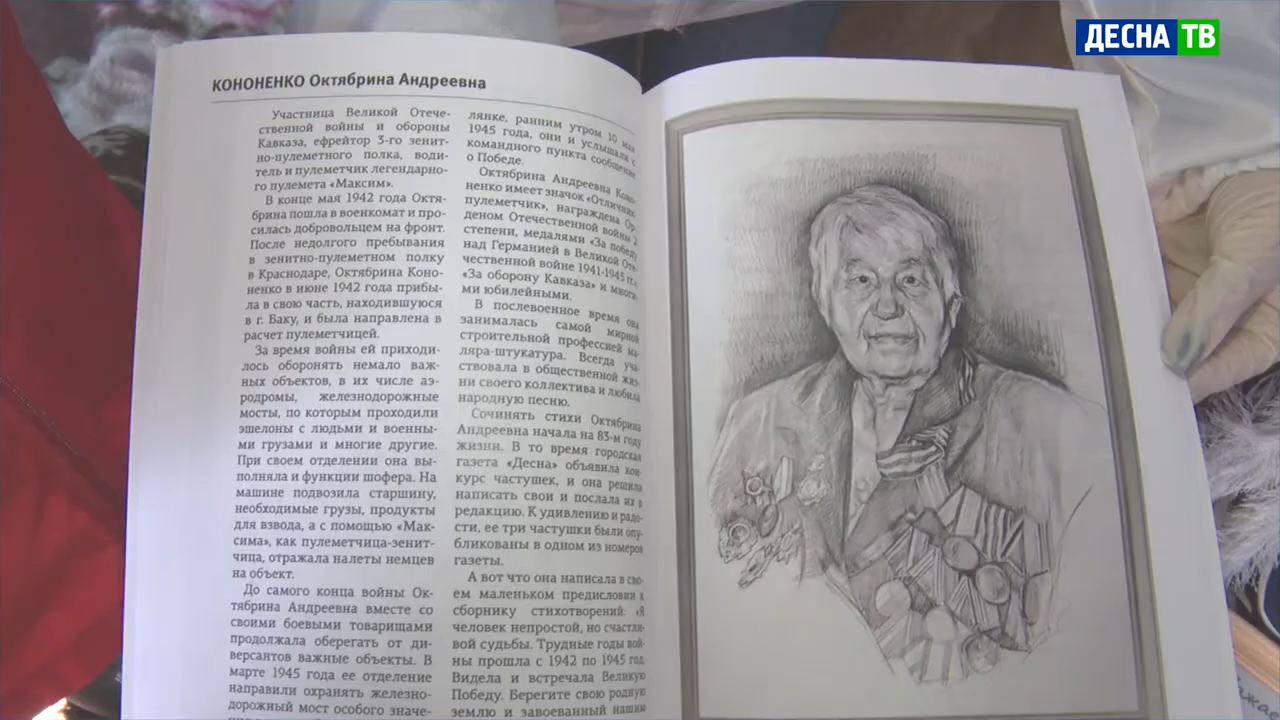 ДЕСНА ТВ
КОНОНЕНКО Октябрина Андреевна
Участница Великой Отече-
ственной войны и обороны
Кавказа, ефрейтор 3-го зенит-
но-пулеметного полка, води-
тель и пулеметчик легендарно-
го пулемета «Максим».
В конце мая 1942 года Октя-
брина пошла в военкомат и про-
силась добровольцем на фронт.
После недолгого пребывания
в зенитно-пулеметном полку
в Краснодаре, Октябрина Коно-
ненко в июне 1942 года прибы-
ла в свою часть, находившуюся
в г. Баку, и была направлена в
расчет пулеметчицей.
За время войны ей приходи-
лось оборонять немало важ-
ных объектов, в их числе аэ-
родромы, железнодорожные
мосты, по которым проходили
эшелоны с людьми и военны-
ми грузами и многие другие.
При своем отделении она вы-
полняла и функции шофера. На
машине подвозила старшину,
необходимые грузы, продукты
для взвода, а с помощью «Мак-
сима», как пулеметчица-зенит-
чица, отражала налеты немцев
на объект.
До самого конца войны Ок-
тябрина Андреевна вместе со
своими боевыми товарищами
продолжала оберегать от ди-
версантов важные объекты. В
марте 1945 года ее отделение
направили охранять железно-
дорожный мост особого значе-
лянке, ранним утром 10 мая
1945 года, они и услышали с
командного пункта сообщение
о Победе.
Октябрина Андреевна Коно-
ненко имеет значок «Отличник
пулеметчик», награждена Ор-
деном Отечественной войны 2
степени, медалями «За победу
над Германией в Великой Оте-
чественной войне 1941-1945 гг.»,
«За оборону Кавказа» и многи-
ми юбилейными.
В послевоенное время она
занималась самой мирной
строительной профессией ма-
ляра-штукатура. Всегда уча-
ствовала в общественной жиз-
ни своего коллектива и любила
народную песню.
Сочинять стихи Октябрина
Андреевна начала на 83-м году
жизни. В то время городская
газета «Десна» объявила кон-
курс частушек, и она решила
написать свои и послала их в
редакцию. К удивлению и радо-
сти, ее три частушки были опу-
бликованы в одном из номеров
газеты.
А вот что она написала в сво-
ем маленьком предисловии к
сборнику стихотворений: «Я
человек непростой, но счастли-
вой судьбы. Трудные годы вой-
ны прошла с 1942 по 1945 год.
Видела и встречала Великую
Победу. Берегите свою родную
землю и завоеванный нашим